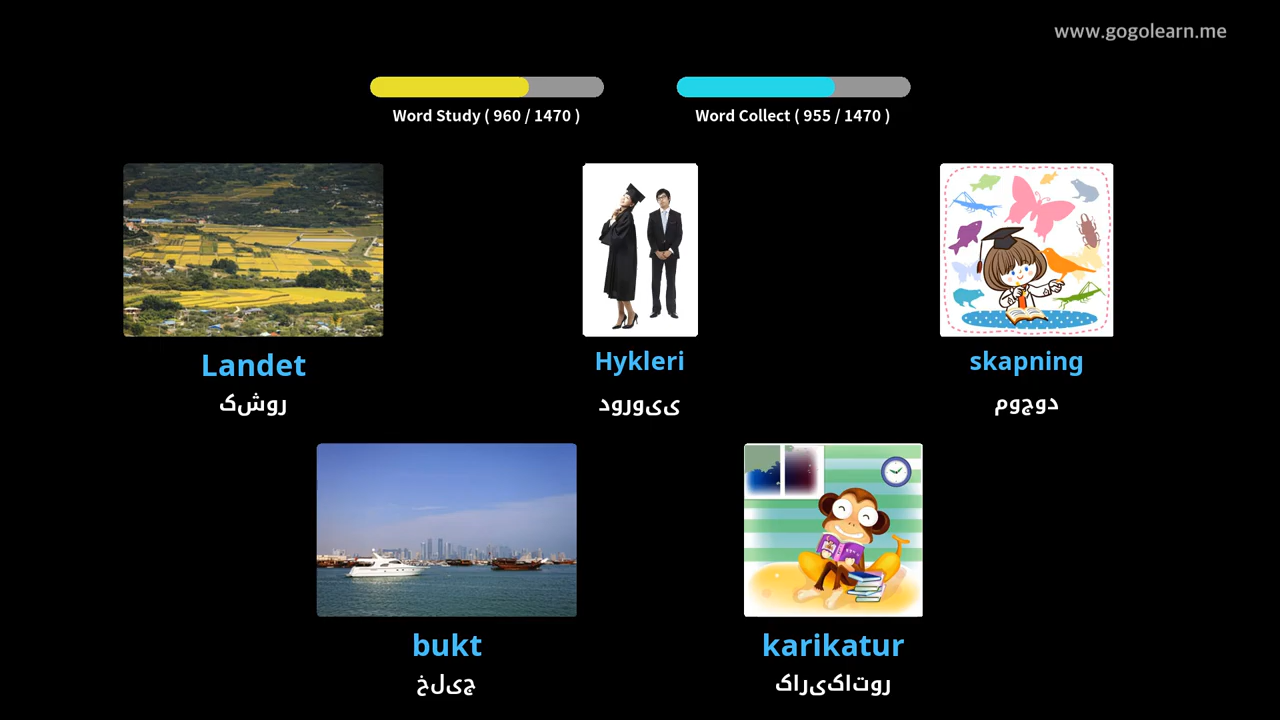 www.gogolearn.me
Word Study ( 960 / 1470 )
Word Collect ( 955 / 1470 )
Landet
روشک
Hykleri
ییورود
skapning
دوجوم
bukt
جیلخ
karikatur
روتاکیراک